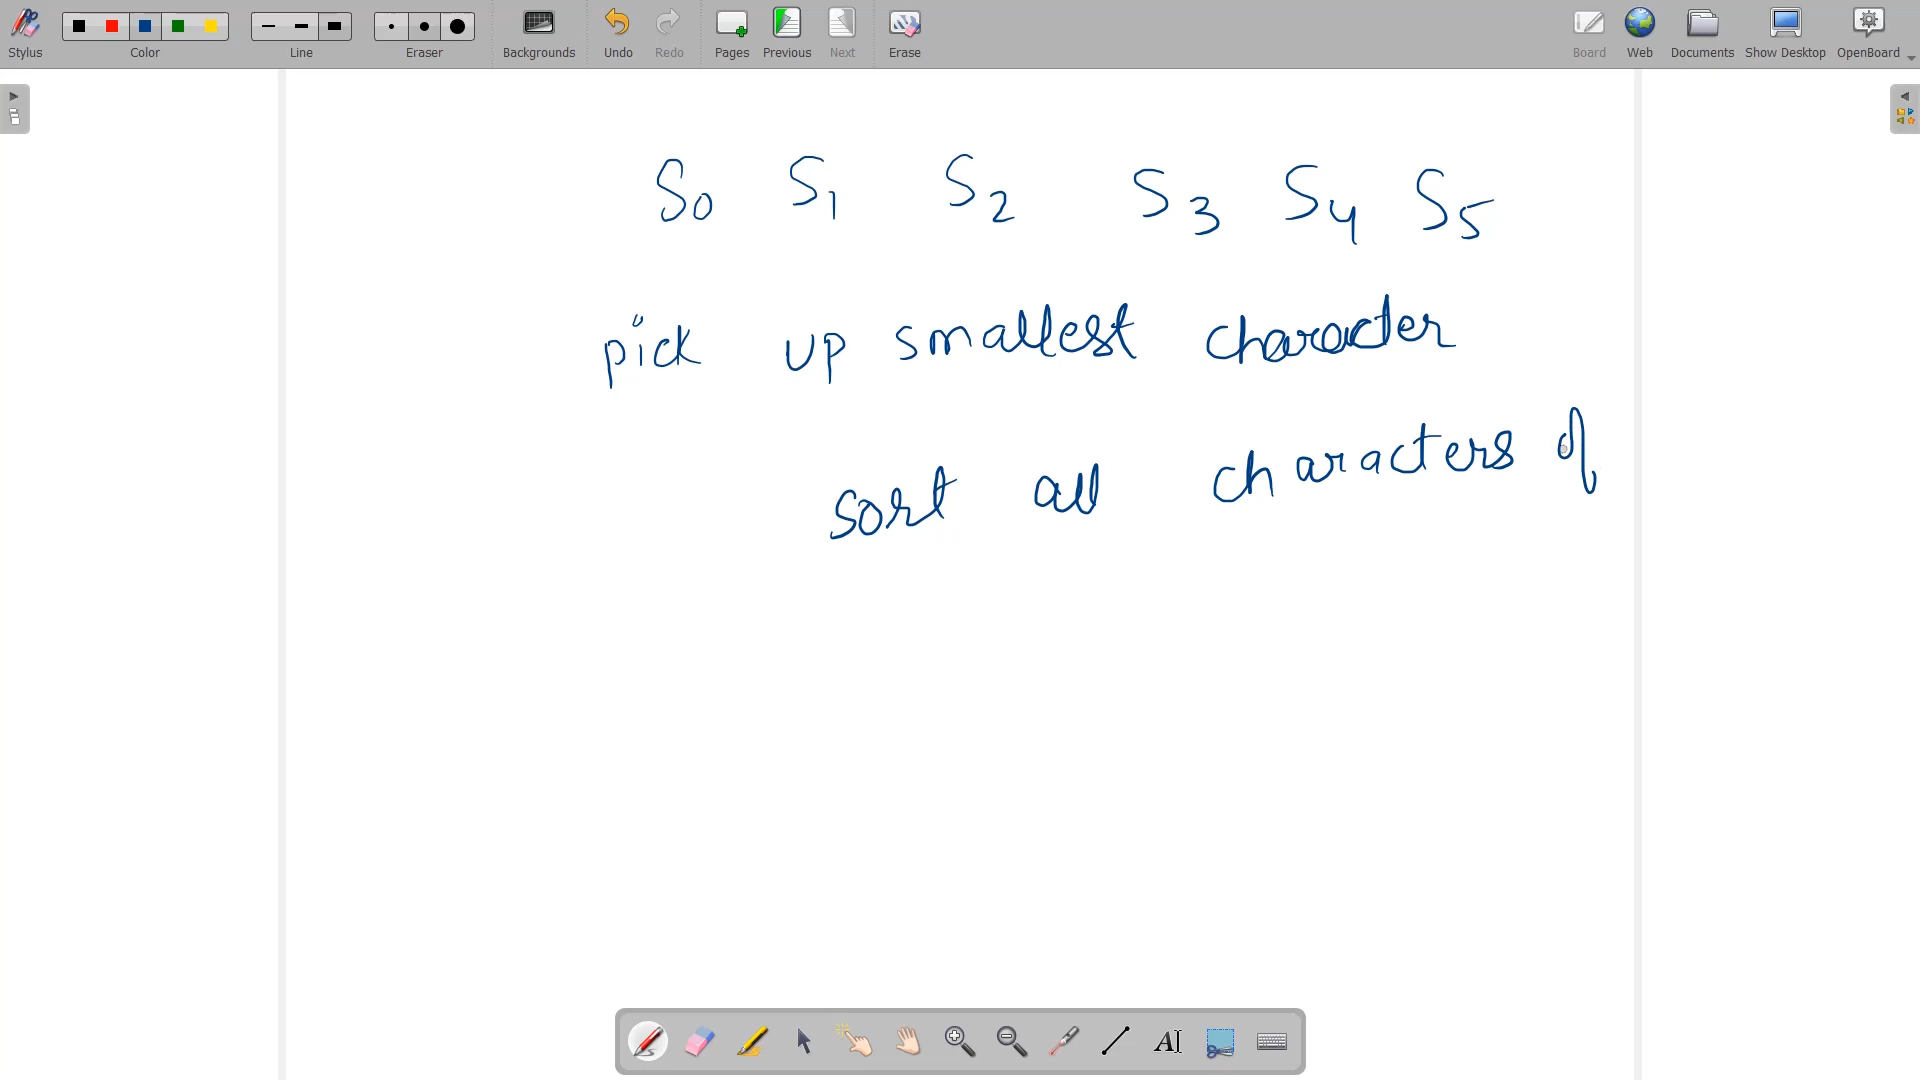 Stylus Color Line Eraser Backgrounds Undo Redo Pages Previous Next Erase Board Web Documents Show Desktop OpenBoard
S0 S1 S2 S3 S4 S5
pick up smallest character
sort all characters of